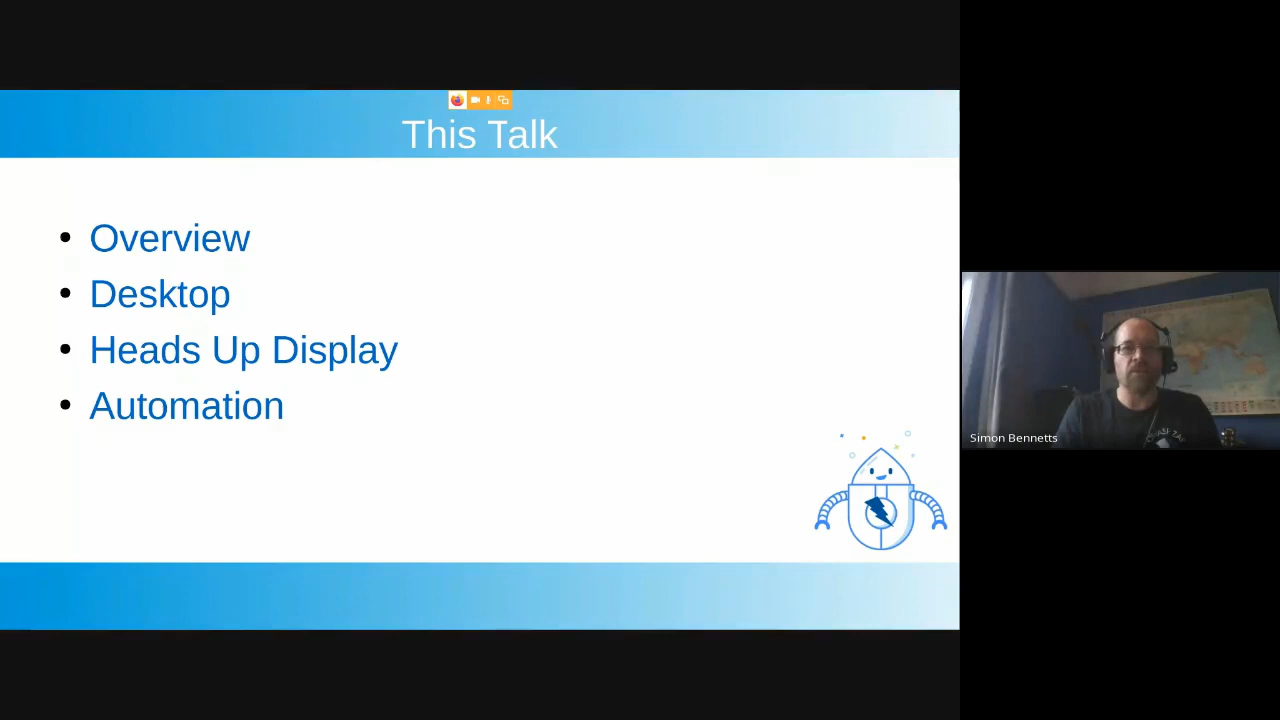 This Talk
Overview
Desktop
Heads Up Display
Automation
Simon Bennetts